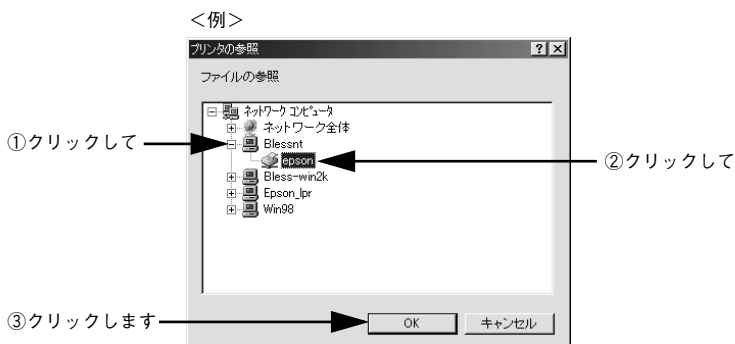 ＜例＞
プリンタの参照
ファイルの参照
ネットワーク コンピュータ
ネットワーク全体
①クリックして
Blessnt
epson
②クリックして
Bless-win2k
Epson_lpr
Win98
③クリックします
OK
キャンセル